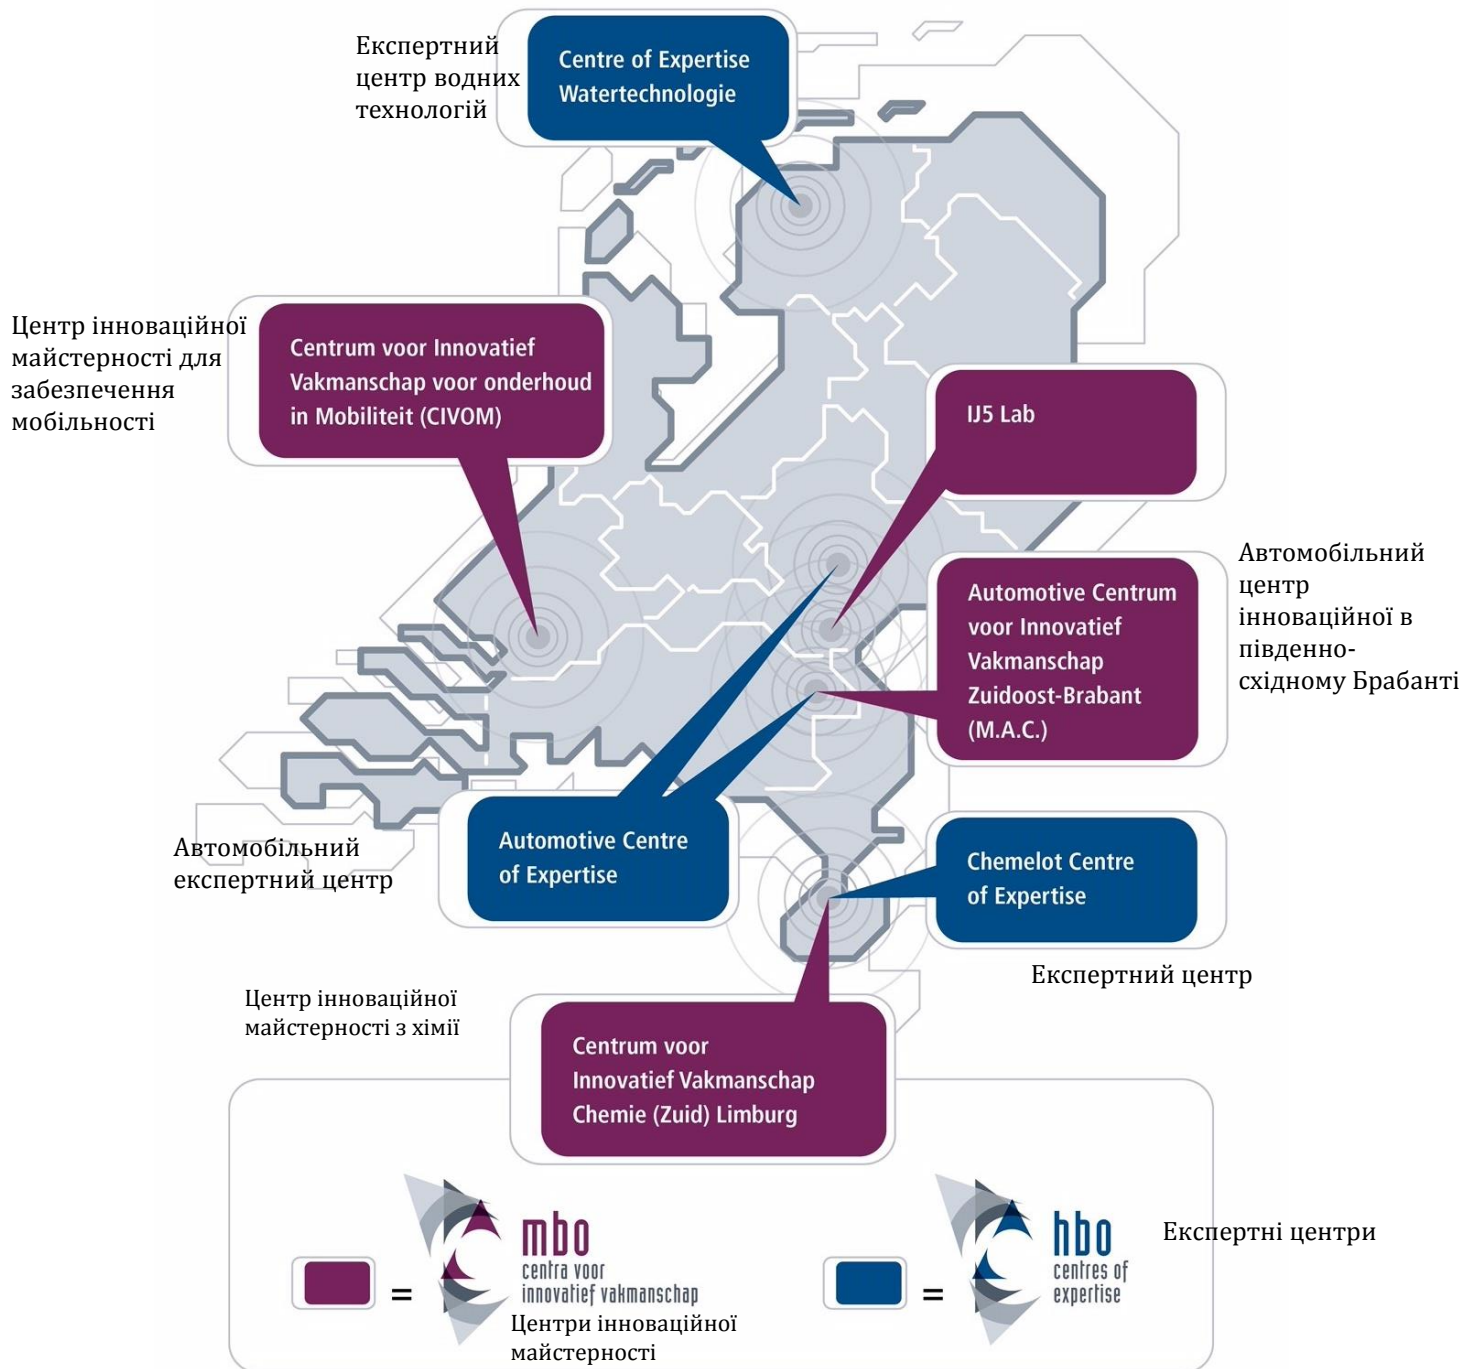 Експертний
центр водних
технологій
Centre of Expertise
Watertechnologie
Центр інноваційної
майстерності для
забезпечення
мобільності
Centrum voor Innovatief
Vakmanschap voor onderhoud
in Mobiliteit (CIVOM)
IJ5 Lab
Automotive Centrum
voor Innovatief
Vakmanschap
Zuidoost-Brabant
(M.A.C.)
Автомобільний
центр
інноваційної в
південно-
східному Брабанті
Автомобільний
експертний центр
Automotive Centre
of Expertise
Chemelot Centre
of Expertise
Експертний центр
Центр інноваційної
майстерності з хімії
Centrum voor
Innovatief Vakmanschap
Chemie (Zuid) Limburg
=
mbo
centra voor
innovatief vakmanschap
Центри інноваційної
майстерності
=
hbo
centres of
expertise
Експертні центри